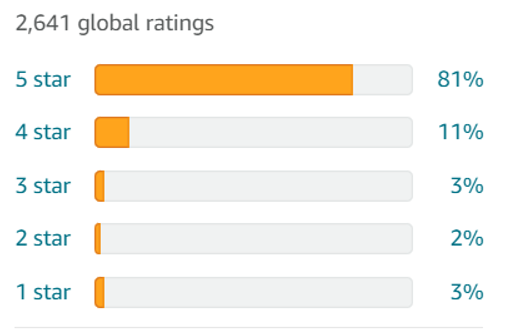 2,641 global ratings
5 star 81%
4 star 11%
3 star 3%
2 star 2%
1 star 3%